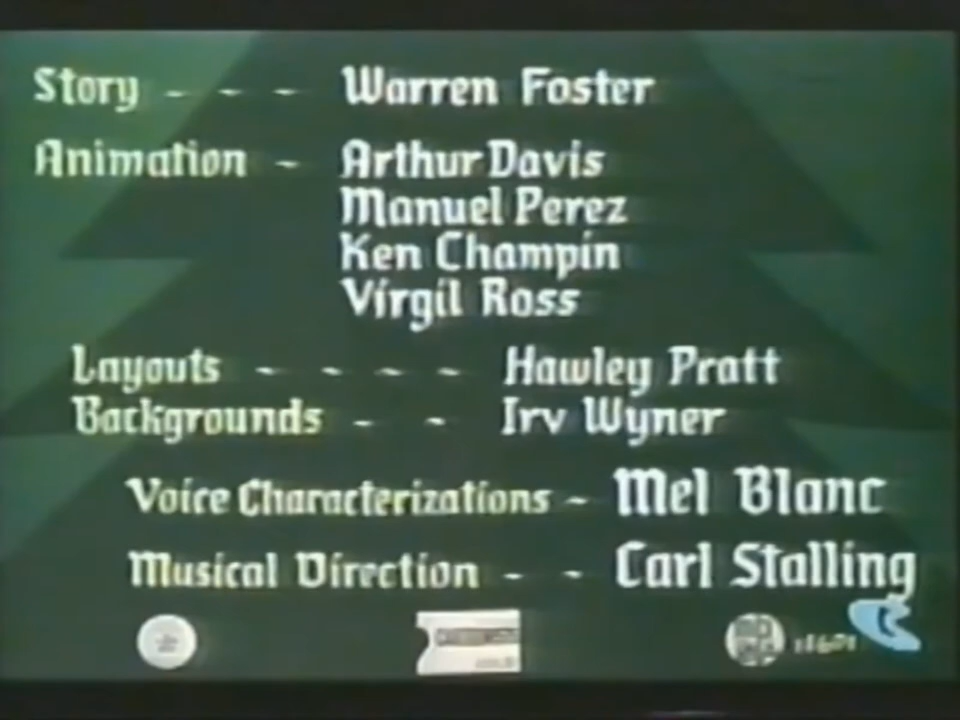 Story - - - Warren Foster
Animation - Arthur Davis
Manuel Perez
Ken Champin
Virgil Ross
Layouts - - - - Hawley Pratt
Backgrounds - - Irv Wyner
Voice Characterizations - Mel Blanc
Musical Direction - - Carl Stalling